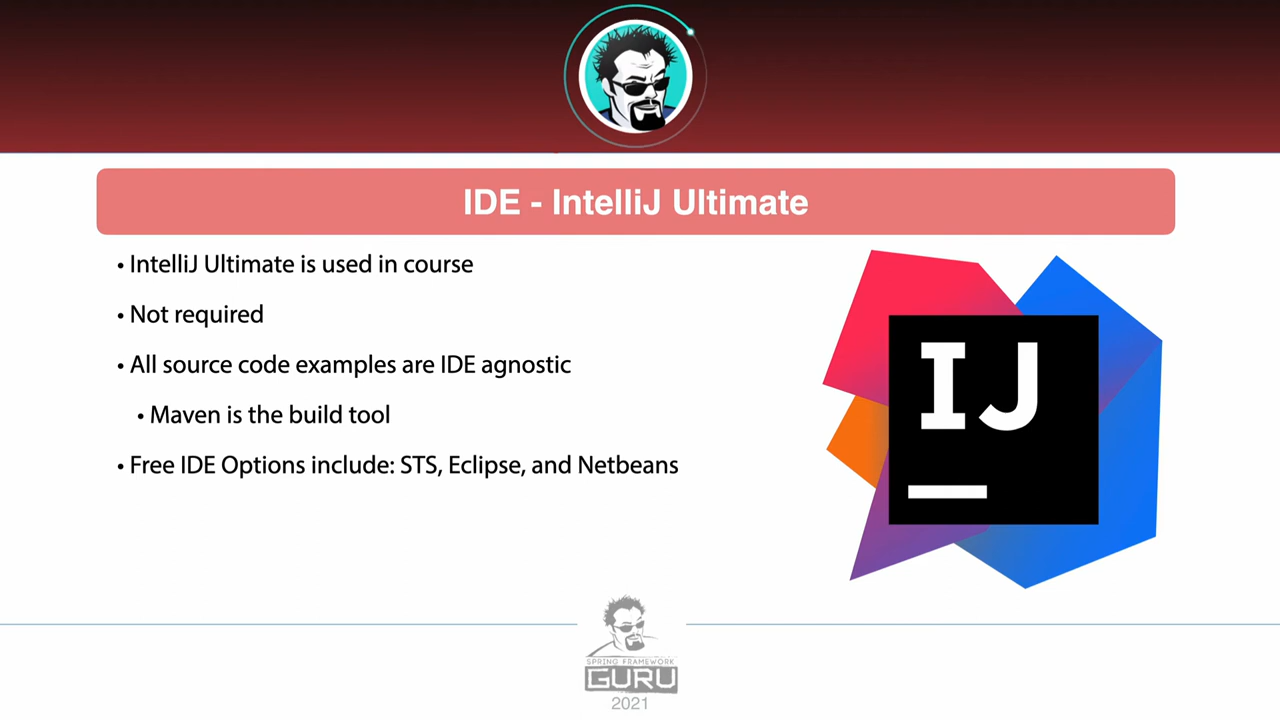 IDE - IntelliJ Ultimate
• IntelliJ Ultimate is used in course
• Not required
• All source code examples are IDE agnostic
• Maven is the build tool
• Free IDE Options include: STS, Eclipse, and Netbeans
IJ
SPRING FRAMEWORK
GURU
2021